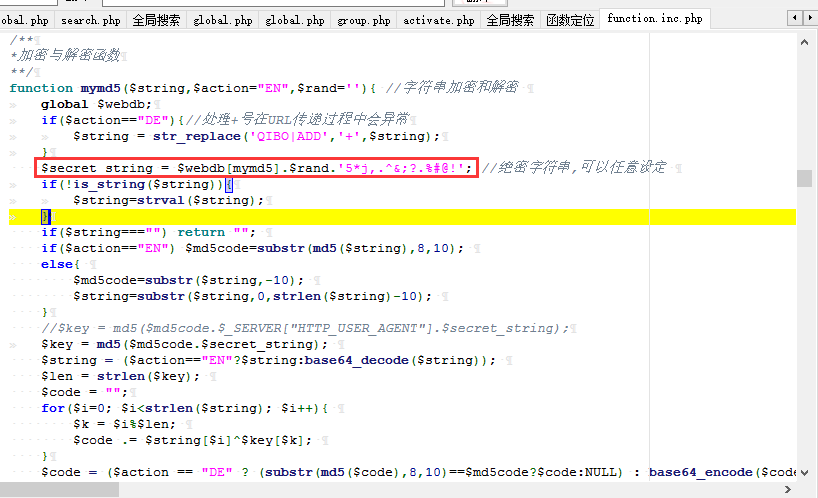 obal.php search.php 全局搜索 global.php global.php group.php activate.php 全局搜索 函数定位 function.inc.php
/**
*加密与解密函数
**/
function mymd5($string,$action="EN",$rand=''){ //字符串加密和解密
global $webdb;
if($action=="DE"){//处理+号在URL传递过程中会异常
$string = str_replace('QIBO|ADD','+',$string);
}
$secret_string = $webdb[mymd5].$rand.'5*j,.^&;?.%#@!'; //绝密字符串,可以任意设定
if(!is_string($string)){
$string=strval($string);
}
if($string==="") return "";
if($action=="EN") $md5code=substr(md5($string),8,10);
else{
$md5code=substr($string,-10);
$string=substr($string,0,strlen($string)-10);
}
//$key = md5($md5code.$_SERVER["HTTP_USER_AGENT"].$secret_string);
$key = md5($md5code.$secret_string);
$string = ($action=="EN"?$string:base64_decode($string));
$len = strlen($key);
$code = "";
for($i=0; $i<strlen($string); $i++){
$k = $i%$len;
$code .= $string[$i]^$key[$k];
}
$code = ($action == "DE" ? (substr(md5($code),8,10)==$md5code?$code:NULL) : base64_encode($code